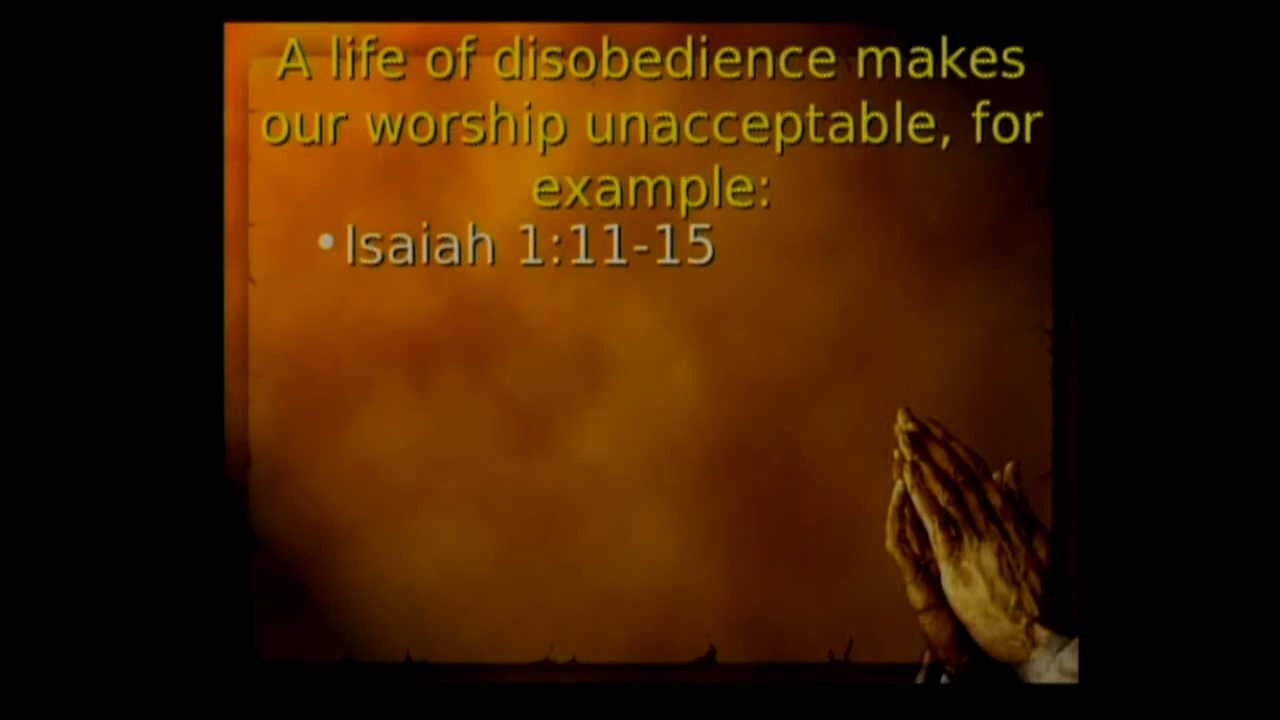 A life of disobedience makes
our worship unacceptable, for
example:
•Isaiah 1:11-15